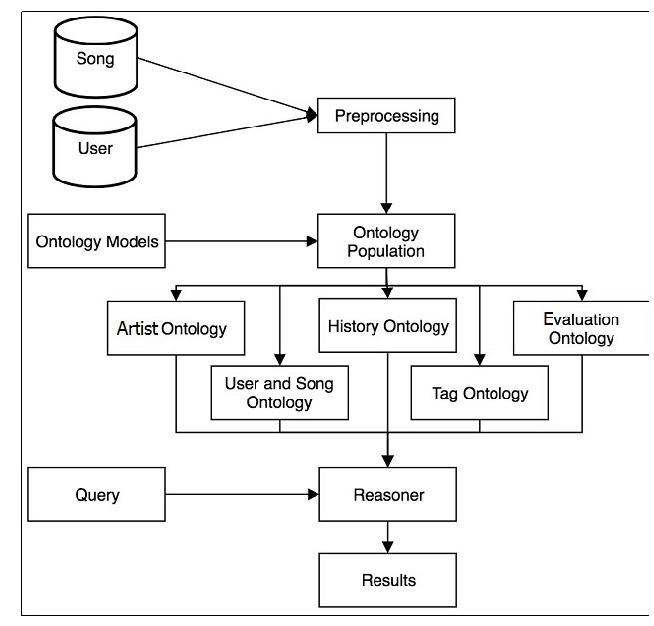 Song
User
Preprocessing
Ontology Models
Ontology
Population
Artist Ontology
History Ontology
Evaluation
Ontology
User and Song
Ontology
Tag Ontology
Query
Reasoner
Results